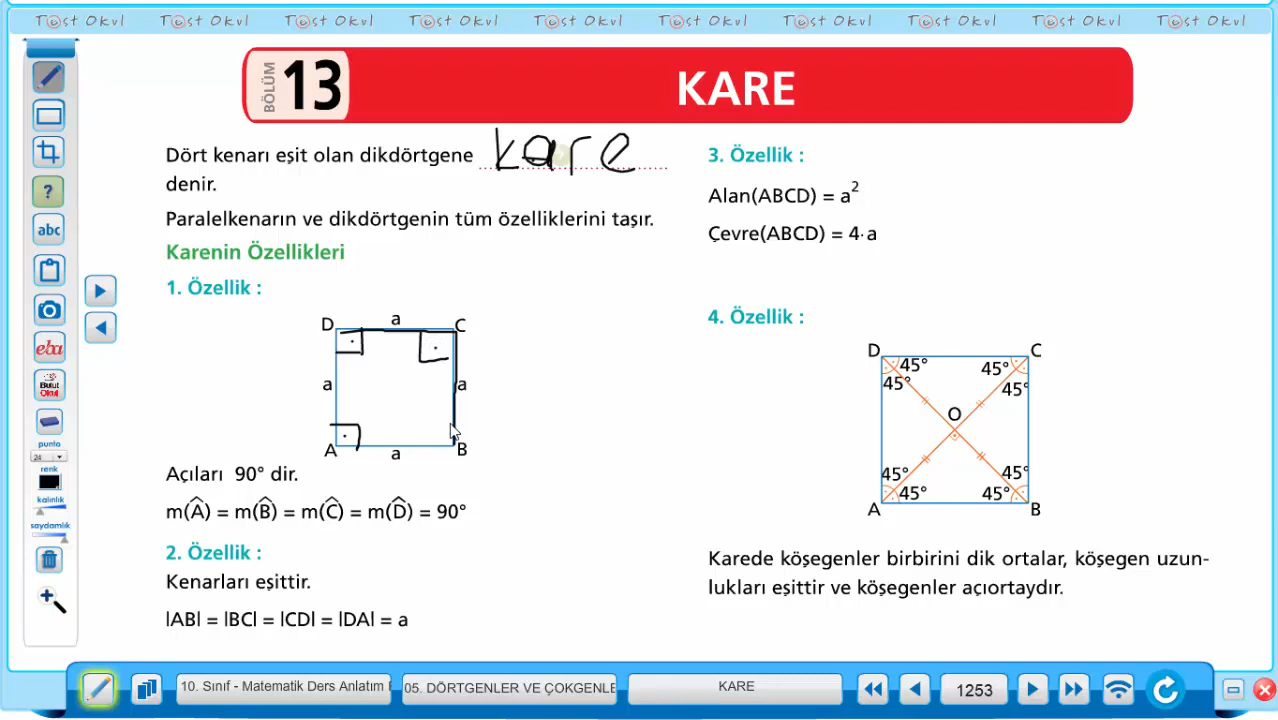 Test Okul Test Okul Test Okul Test Okul Test Okul Test Okul Test Okul Test Okul Test Okul Test Okul
BÖLÜM 13
KARE
Dört kenarı eşit olan dikdörtgene kare
denir.
Paralelkenarın ve dikdörtgenin tüm özelliklerini taşır.
Karenin Özellikleri
1. Özellik :
D a C
a a
A a B
Açıları 90° dir.
m(Â) = m(B̂) = m(Ĉ) = m(D̂) = 90°
2. Özellik :
Kenarları eşittir.
|AB| = |BC| = |CD| = |DA| = a
3. Özellik :
Alan(ABCD) = a²
Çevre(ABCD) = 4·a
4. Özellik :
D C
45° 45°
45° 45°
O
45° 45°
45° 45°
A B
Karede köşegenler birbirini dik ortalar, köşegen uzun-
lukları eşittir ve köşegenler açıortaydır.
?
abc
eba
Bulut
Okul
punto
24
renk
kalınlık
saydamlık
10. Sınıf - Matematik Ders Anlatım
05. DÖRTGENLER VE ÇOKGENLE
KARE
1253